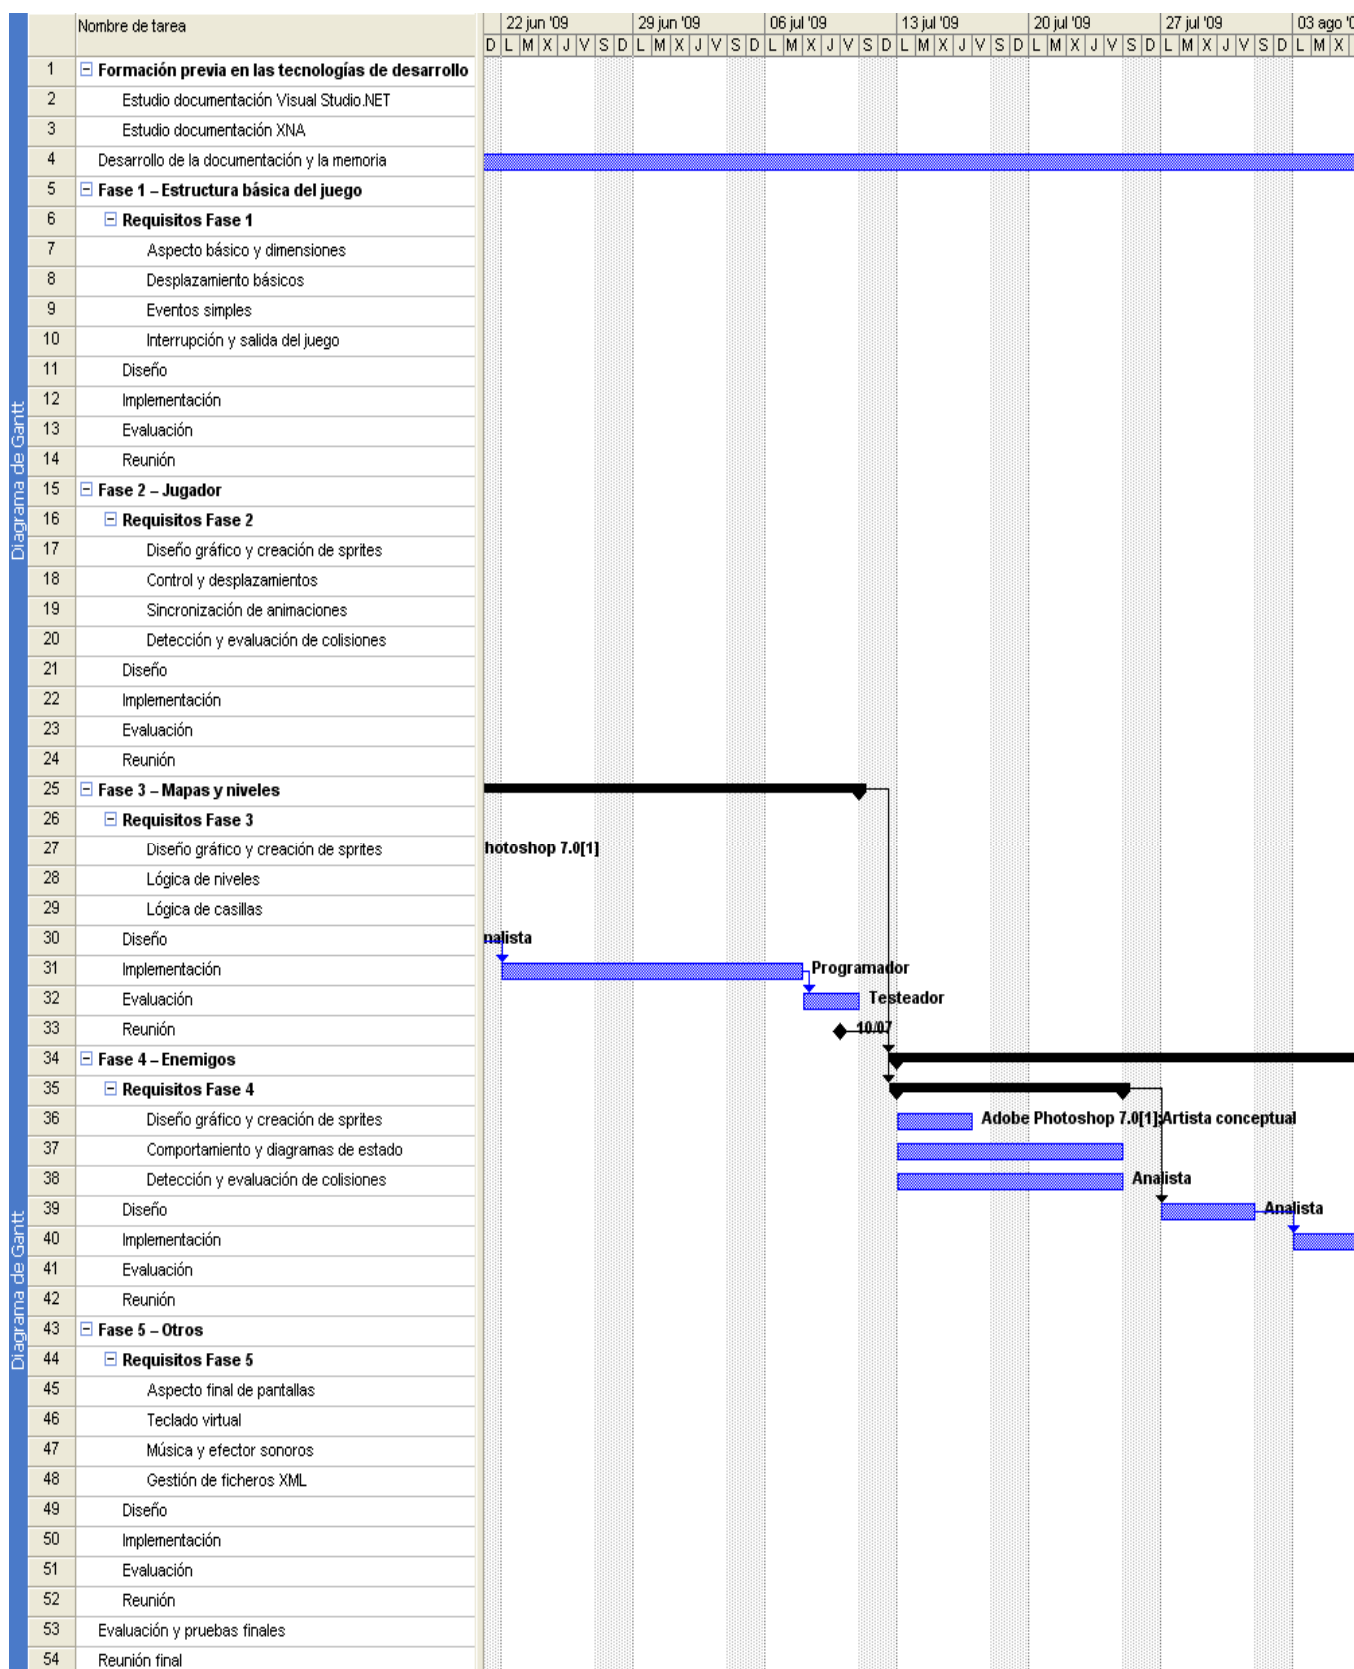 Nombre de tarea
22 jun '09 29 jun '09 06 jul '09 13 jul '09 20 jul '09 27 jul '09 03 ago '0
D L M X J V S D L M X J V S D L M X J V S D L M X J V S D L M X J V S D L M X J V S D L M X
1 Formación previa en las tecnologías de desarrollo
2 Estudio documentación Visual Studio.NET
3 Estudio documentación XNA
4 Desarrollo de la documentación y la memoria
5 Fase 1 – Estructura básica del juego
6 Requisitos Fase 1
7 Aspecto básico y dimensiones
8 Desplazamiento básicos
9 Eventos simples
10 Interrupción y salida del juego
11 Diseño
12 Implementación
13 Evaluación
14 Reunión
15 Fase 2 – Jugador
16 Requisitos Fase 2
17 Diseño gráfico y creación de sprites
18 Control y desplazamientos
19 Sincronización de animaciones
20 Detección y evaluación de colisiones
21 Diseño
22 Implementación
23 Evaluación
24 Reunión
25 Fase 3 – Mapas y niveles
26 Requisitos Fase 3
27 Diseño gráfico y creación de sprites hotoshop 7.0[1]
28 Lógica de niveles
29 Lógica de casillas
30 Diseño nalista
31 Implementación Programador
32 Evaluación Testeador
33 Reunión 10/07
34 Fase 4 – Enemigos
35 Requisitos Fase 4
36 Diseño gráfico y creación de sprites Adobe Photoshop 7.0[1];Artista conceptual
37 Comportamiento y diagramas de estado
38 Detección y evaluación de colisiones Analista
39 Diseño Analista
40 Implementación
41 Evaluación
42 Reunión
43 Fase 5 – Otros
44 Requisitos Fase 5
45 Aspecto final de pantallas
46 Teclado virtual
47 Música y efector sonoros
48 Gestión de ficheros XML
49 Diseño
50 Implementación
51 Evaluación
52 Reunión
53 Evaluación y pruebas finales
54 Reunión final
Diagrama de Gantt
Diagrama de Gantt